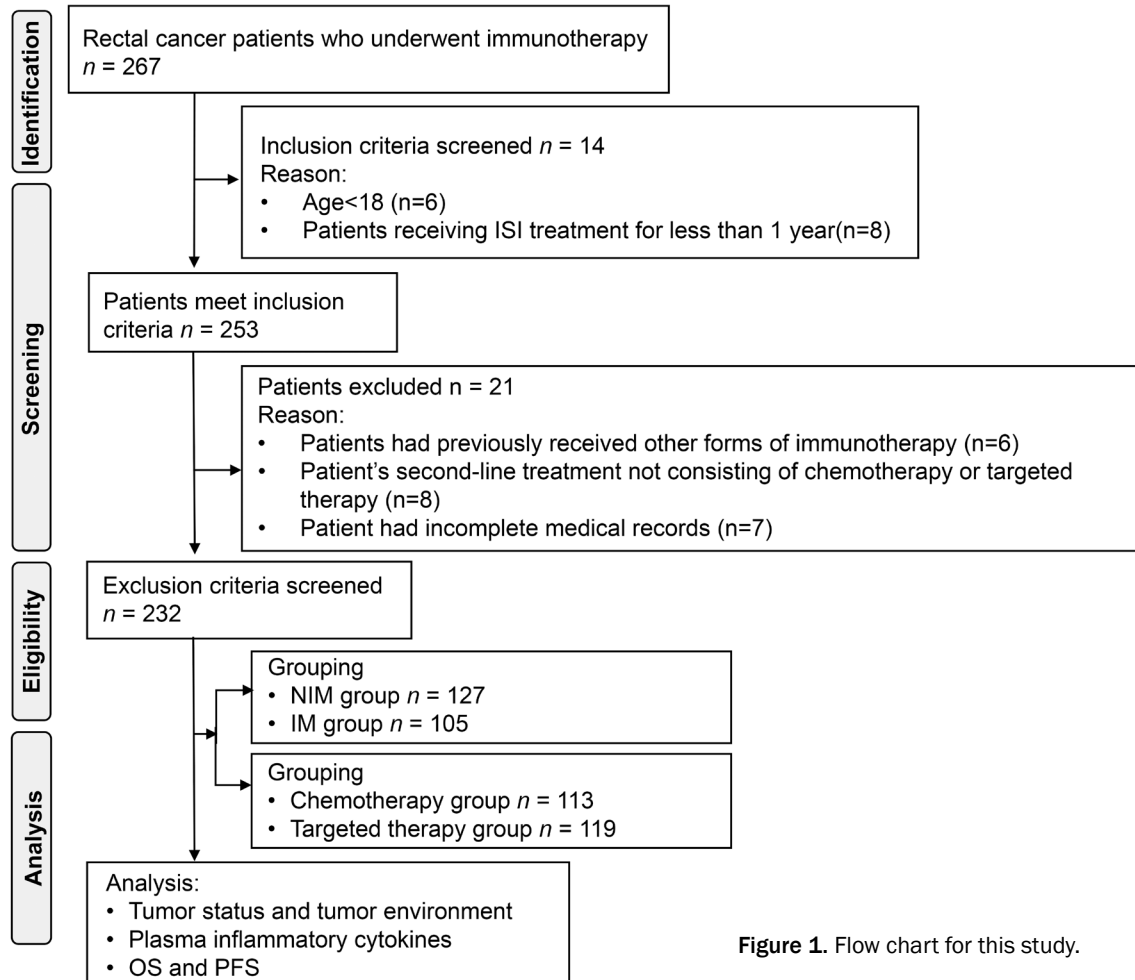 Identification
Rectal cancer patients who underwent immunotherapy
n = 267
Inclusion criteria screened n = 14
Reason:
• Age<18 (n=6)
• Patients receiving ISI treatment for less than 1 year(n=8)
Screening
Patients meet inclusion
criteria n = 253
Patients excluded n = 21
Reason:
• Patients had previously received other forms of immunotherapy (n=6)
• Patient's second-line treatment not consisting of chemotherapy or targeted
therapy (n=8)
• Patient had incomplete medical records (n=7)
Eligibility
Exclusion criteria screened
n = 232
Grouping
• NIM group n = 127
• IM group n = 105
Grouping
• Chemotherapy group n = 113
• Targeted therapy group n = 119
Analysis
Analysis:
• Tumor status and tumor environment
• Plasma inflammatory cytokines
• OS and PFS
Figure 1. Flow chart for this study.